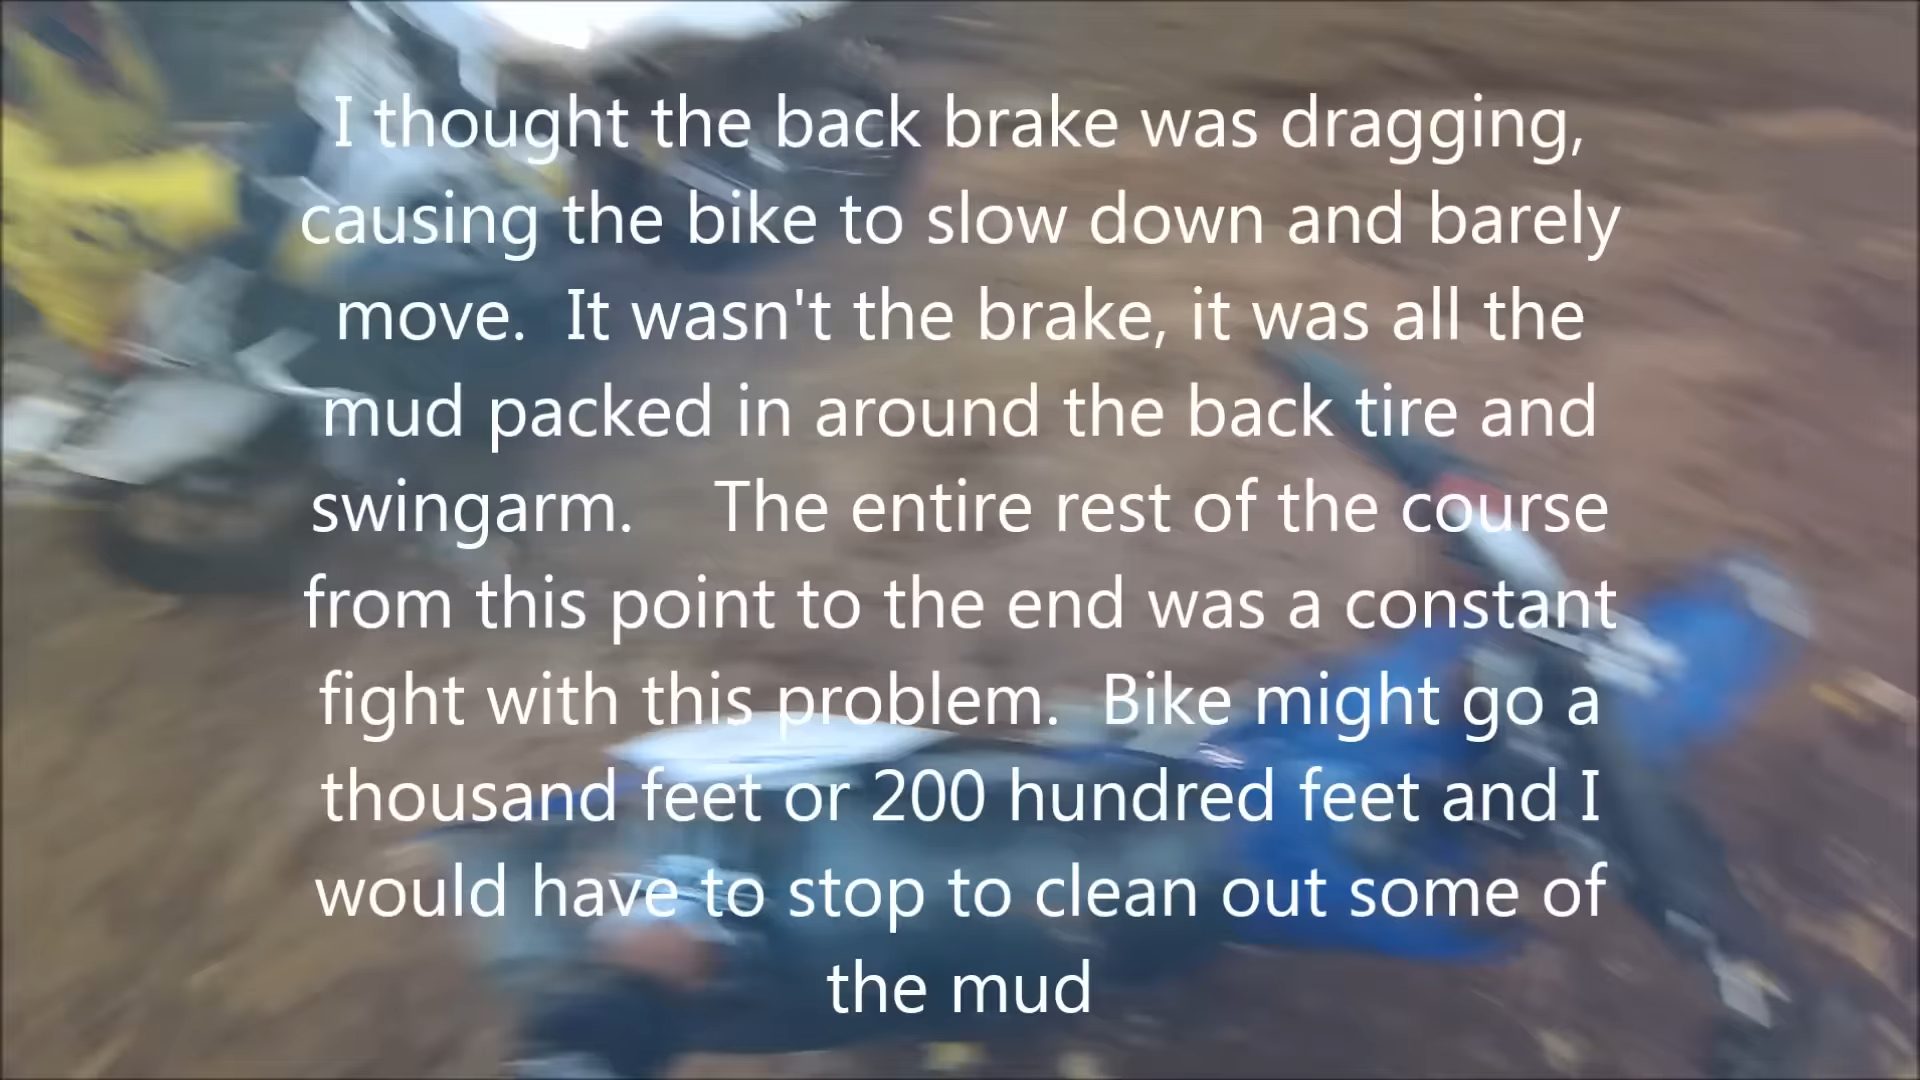 I thought the back brake was dragging,
causing the bike to slow down and barely
move.  It wasn't the brake, it was all the
mud packed in around the back tire and
swingarm.    The entire rest of the course
from this point to the end was a constant
fight with this problem.  Bike might go a
thousand feet or 200 hundred feet and I
would have to stop to clean out some of
the mud